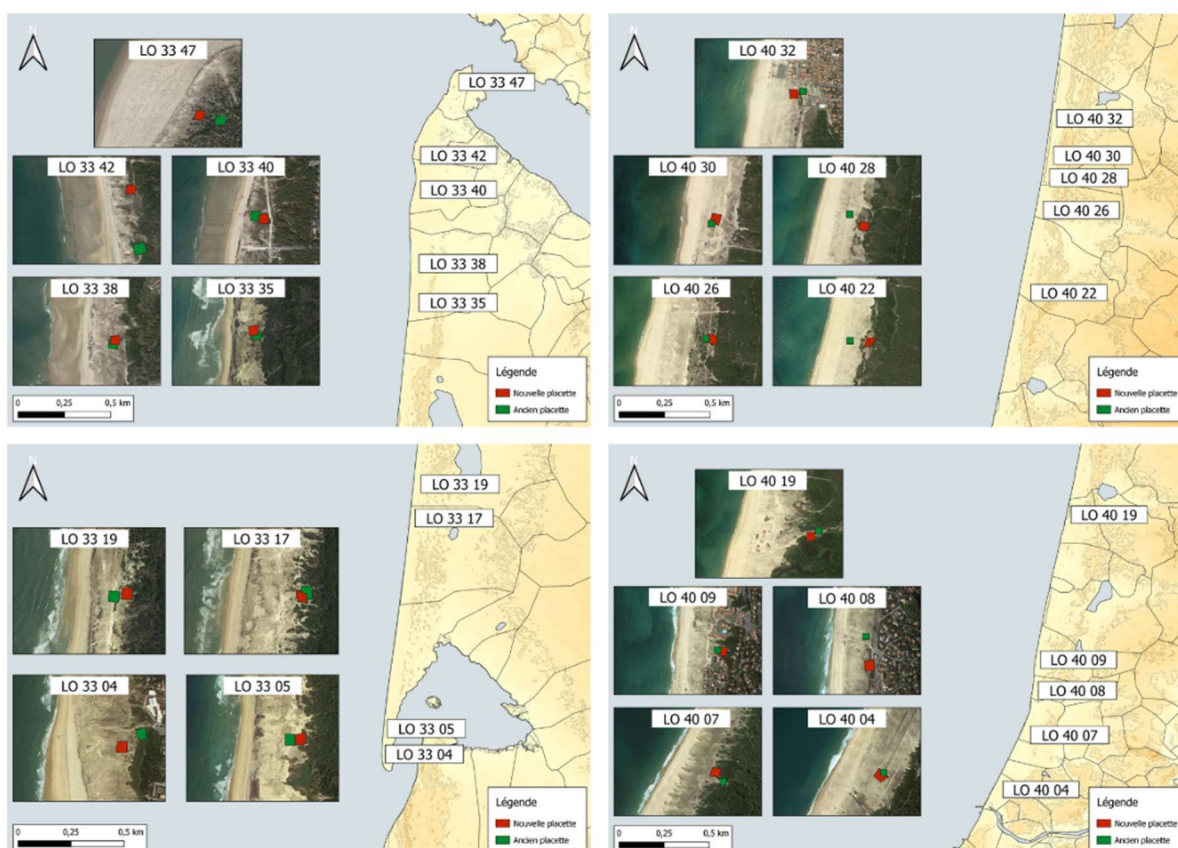 N
LO 33 47
LO 33 47
LO 33 42
LO 33 40
LO 33 42
LO 33 40
LO 33 38
LO 33 35
LO 33 38
LO 33 35
Légende
Nouvelle placette
Ancien placette
0 0,25 0,5 km
N
LO 40 32
LO 40 32
LO 40 30
LO 40 28
LO 40 30
LO 40 28
LO 40 26
LO 40 26
LO 40 22
LO 40 22
Légende
Nouvelle placette
Ancien placette
0 0,25 0,5 km
N
LO 33 19
LO 33 17
LO 33 19
LO 33 17
LO 33 04
LO 33 05
LO 33 05
LO 33 04
Légende
Nouvelle placette
Ancien placette
0 0,25 0,5 km
N
LO 40 19
LO 40 19
LO 40 09
LO 40 08
LO 40 09
LO 40 08
LO 40 07
LO 40 04
LO 40 07
LO 40 04
Légende
Nouvelle placette
Ancien placette
0 0,25 0,5 km